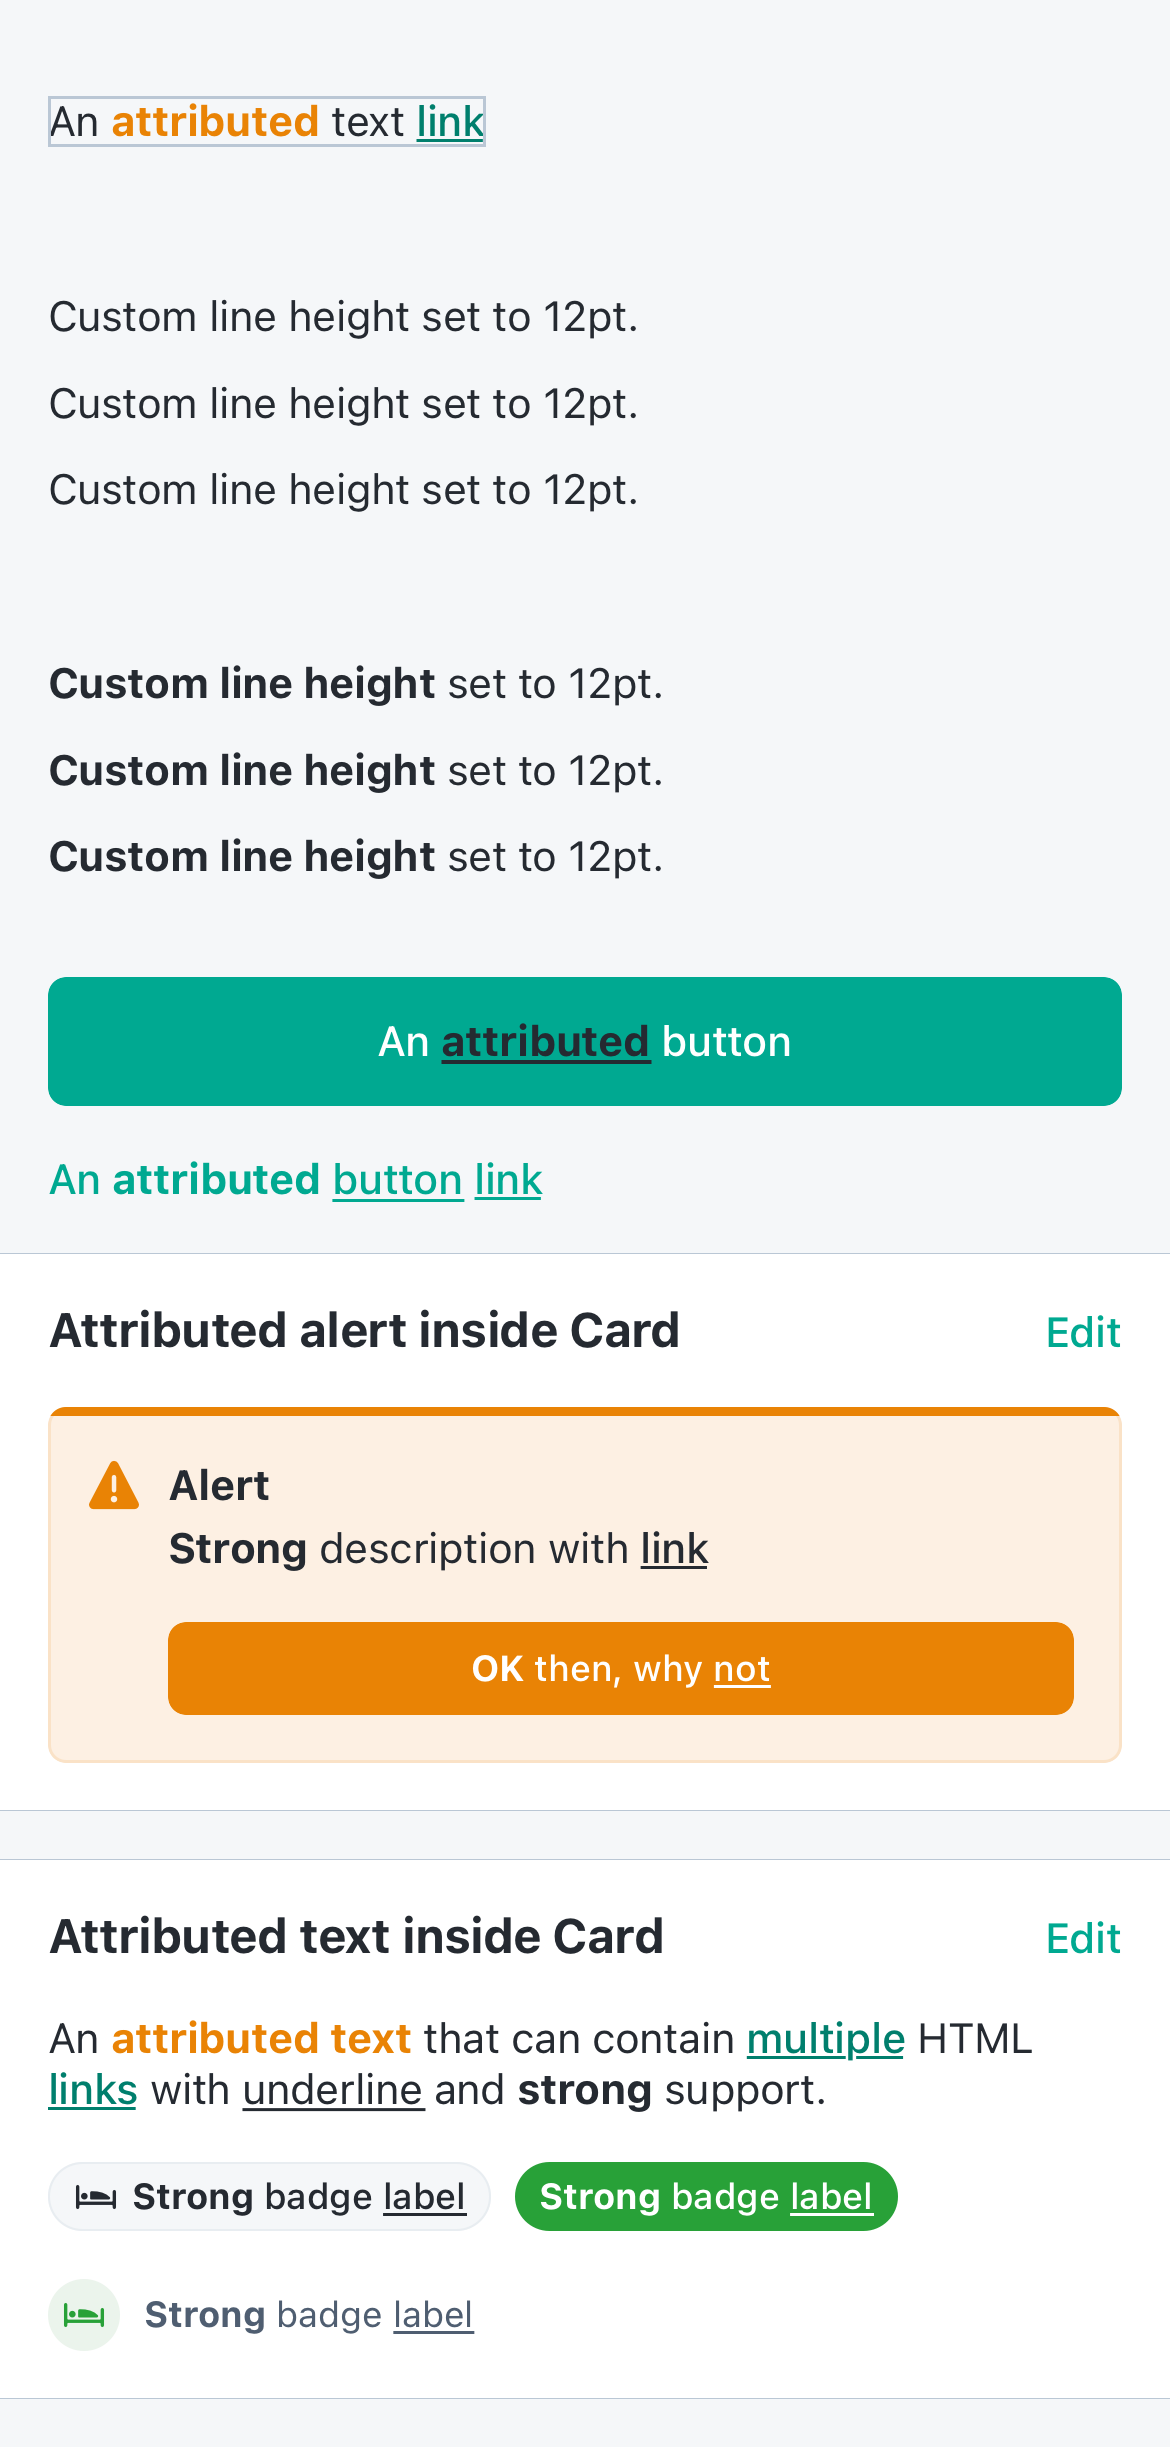 An attributed text link
Custom line height set to 12pt.
Custom line height set to 12pt.
Custom line height set to 12pt.
Custom line height set to 12pt.
Custom line height set to 12pt.
Custom line height set to 12pt.
An attributed button
An attributed button link
Attributed alert inside Card
Edit
Alert
Strong description with link
OK then, why not
Attributed text inside Card
Edit
An attributed text that can contain multiple HTML
links with underline and strong support.
Strong badge label
Strong badge label
Strong badge label